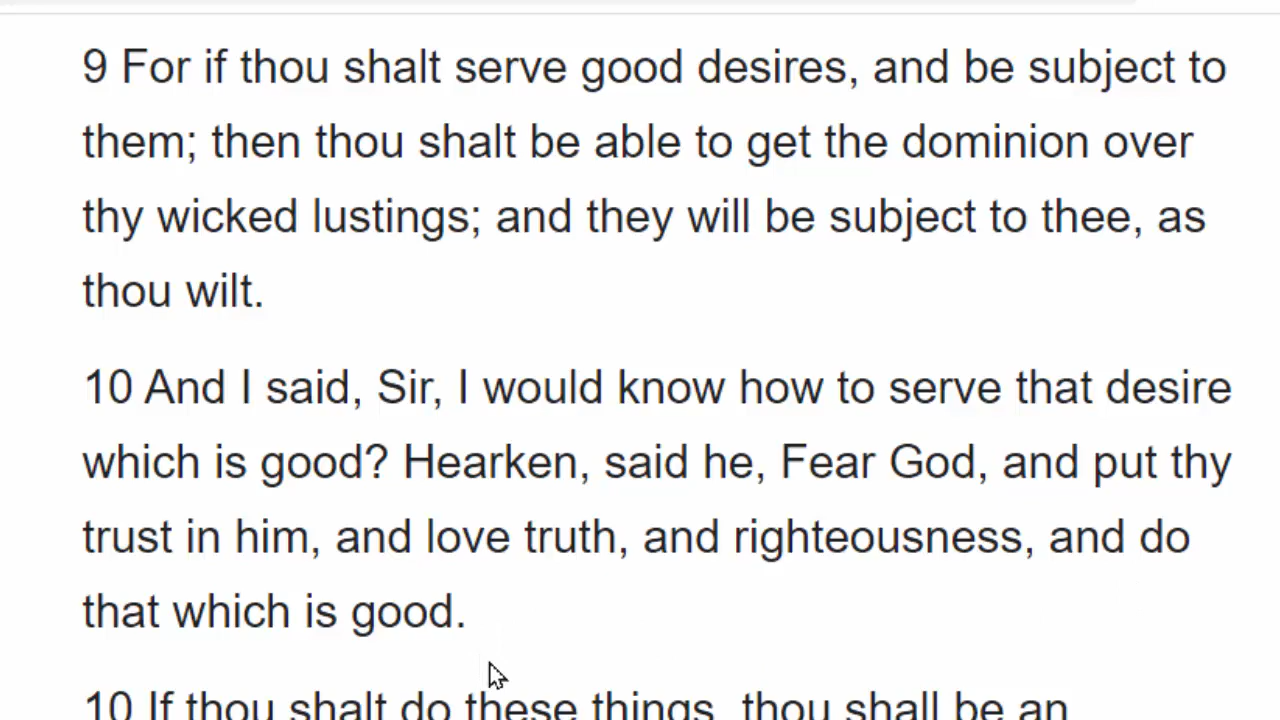 9 For if thou shalt serve good desires, and be subject to
them; then thou shalt be able to get the dominion over
thy wicked lustings; and they will be subject to thee, as
thou wilt.
10 And I said, Sir, I would know how to serve that desire
which is good? Hearken, said he, Fear God, and put thy
trust in him, and love truth, and righteousness, and do
that which is good.
10 If thou shalt do these things, thou shall be an